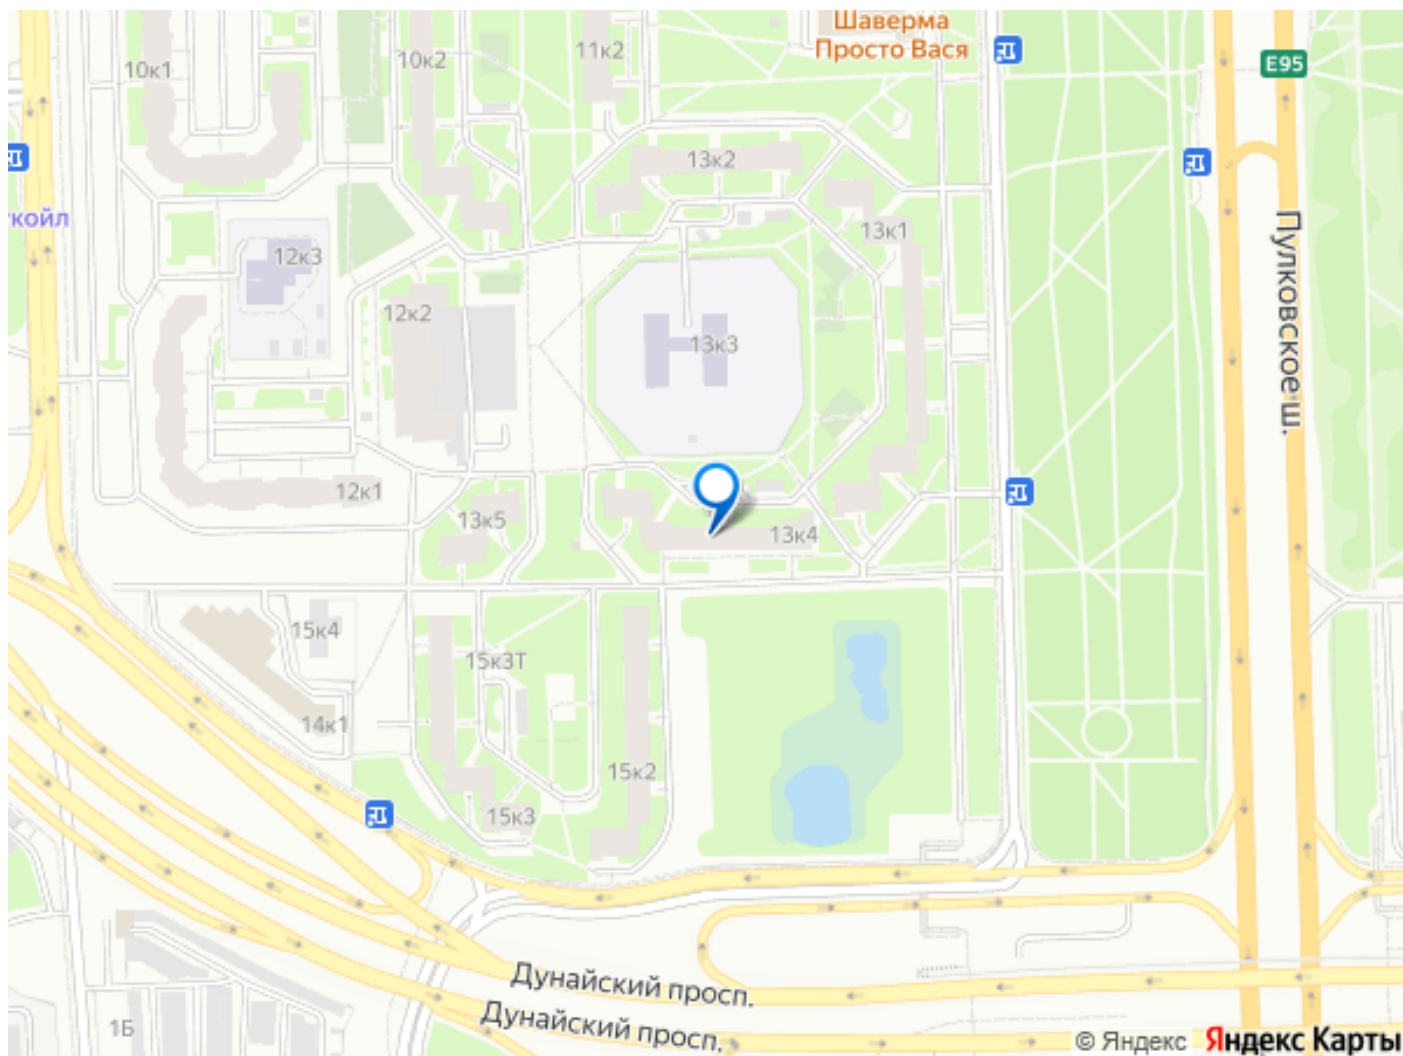 Шаверма
Просто Вася
E95
10к1
10к2
11к2
13к2
13к1
укойл
12к3
12к2
13к3
Пулковское ш.
12к1
13к5
13к4
15к4
15к3Т
14к1
15к2
15к3
Дунайский просп.
Дунайский просп.
1Б
© Яндекс Яндекс Карты